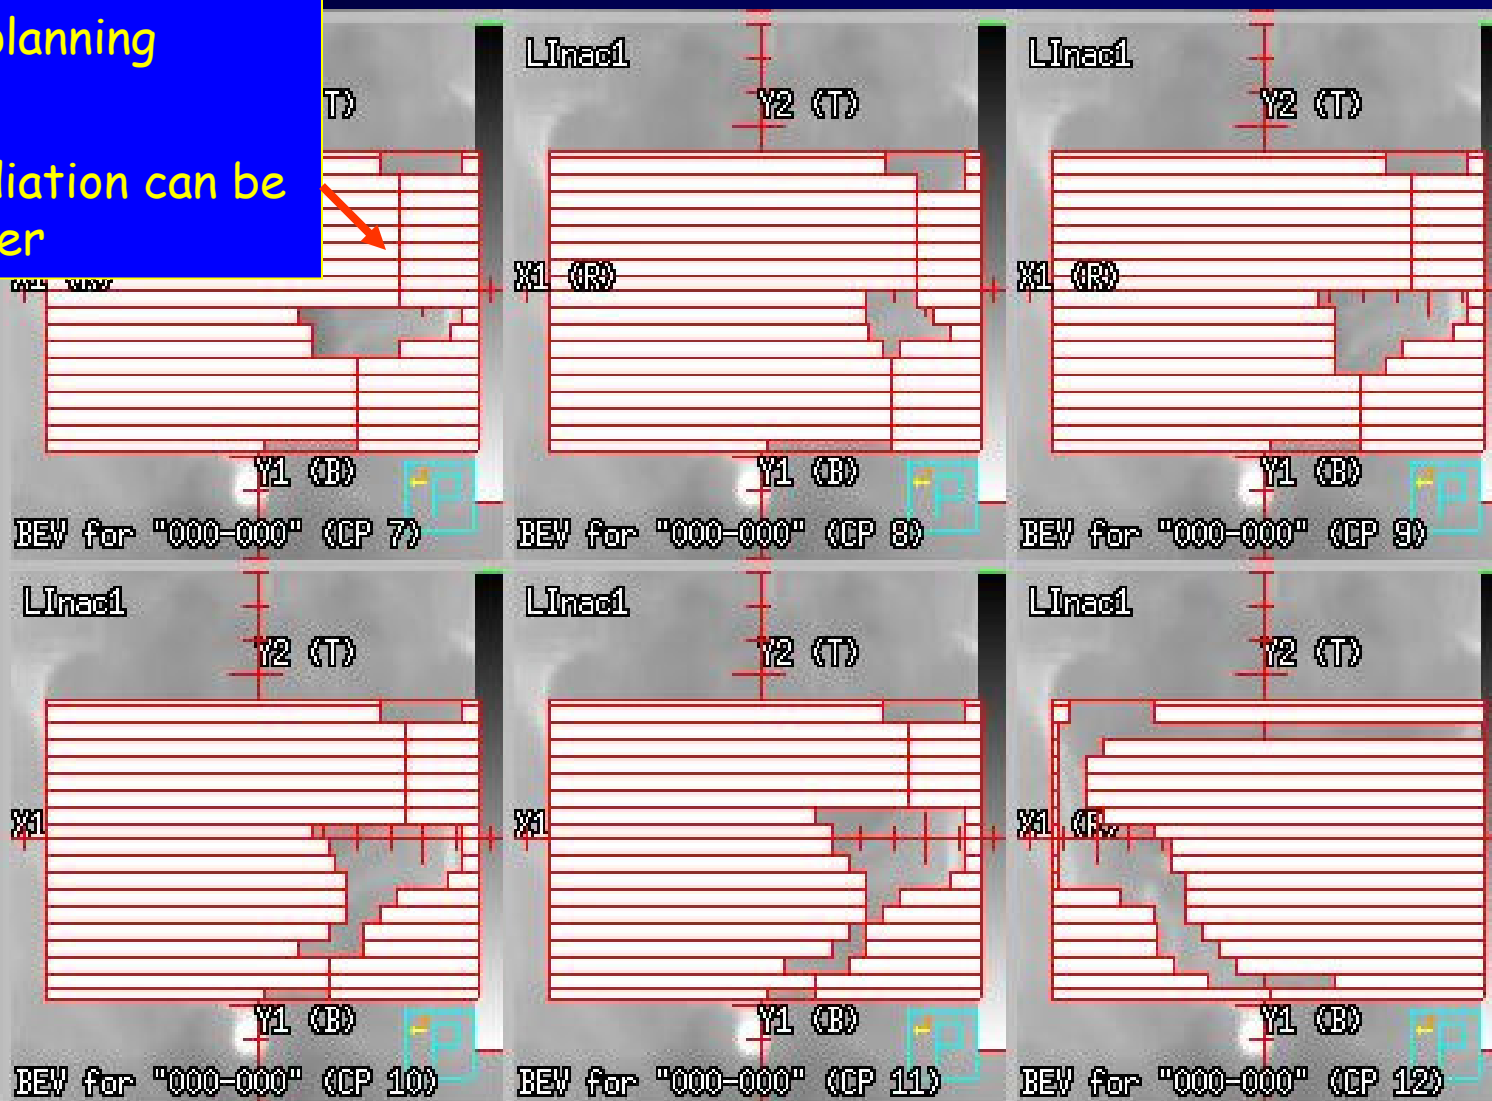 planning
liation can be
er
T)
LInac1
Y2 (T)
LInac1
Y2 (T)
X1 (R)
X1 (R)
Y1 (B)
Y1 (B)
Y1 (B)
BEV for "000-000" (CP 7)
BEV for "000-000" (CP 8)
BEV for "000-000" (CP 9)
LInac1
Y2 (T)
LInac1
Y2 (T)
LInac1
Y2 (T)
X1
X1
X1 (R)
Y1 (B)
Y1 (B)
Y1 (B)
BEV for "000-000" (CP 10)
BEV for "000-000" (CP 11)
BEV for "000-000" (CP 12)